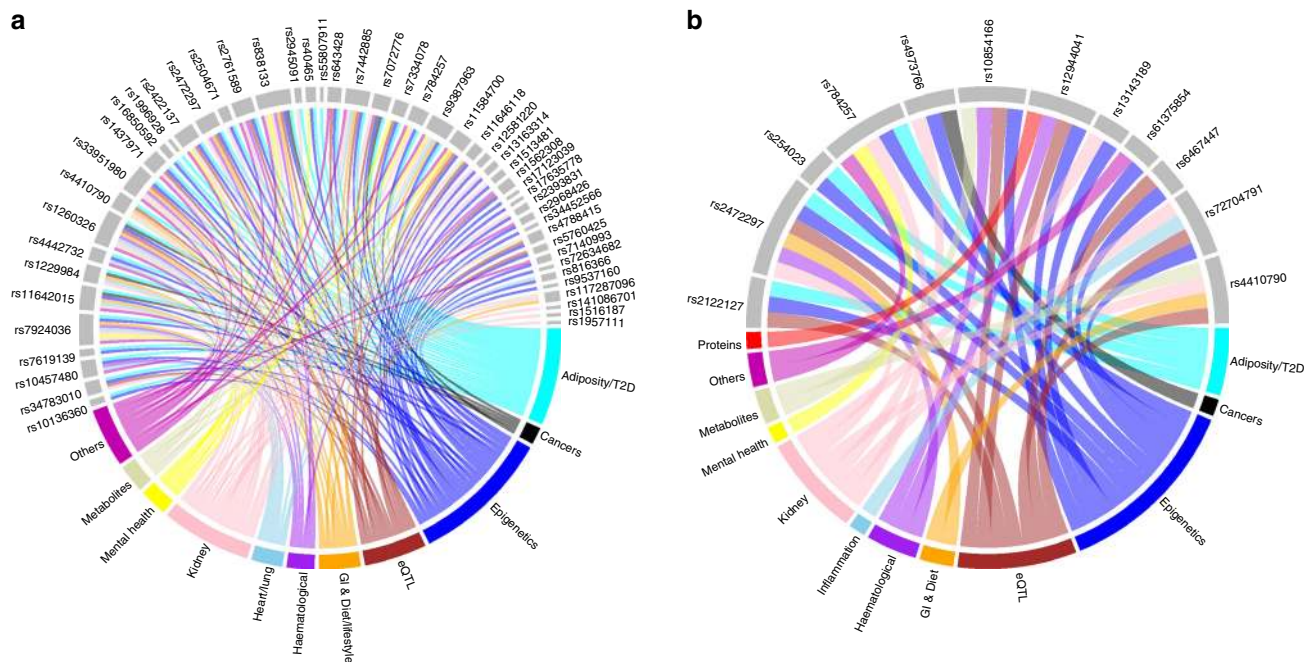 a
rs10136360
rs34783010
rs10457480
rs7619139
rs7924036
rs11642015
rs1229984
rs4442732
rs1260326
rs4410790
rs33951980
rs1437971
rs16850592
rs1996928
rs2422137
rs2472297
rs2504671
rs2761589
rs838133
rs2945091
rs40465
rs55807911
rs643428
rs7442885
rs7072776
rs7334078
rs784257
rs9387963
rs11584700
rs11646118
rs12581220
rs13163314
rs1513481
rs1562308
rs17123039
rs17635778
rs2393831
rs2968426
rs34452566
rs4788415
rs5760425
rs7140993
rs72634682
rs816366
rs9537160
rs117287096
rs141086701
rs1516187
rs1957111
Adiposity/T2D
Cancers
Epigenetics
eQTL
GI & Diet/lifestyle
Haematological
Heart/lung
Kidney
Mental health
Metabolites
Others
b
rs2122127
rs2472297
rs254023
rs784257
rs4973766
rs10854166
rs12944041
rs13143189
rs61375854
rs6467447
rs72704791
rs4410790
Adiposity/T2D
Cancers
Epigenetics
eQTL
GI & Diet
Haematological
Inflammation
Kidney
Mental health
Metabolites
Others
Proteins